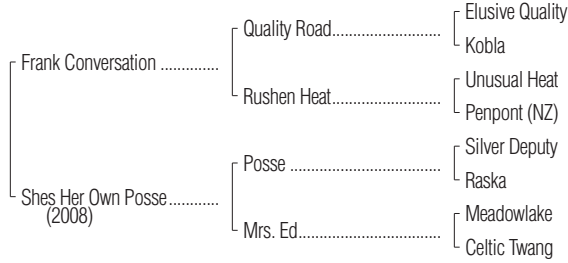 Elusive Quality
Quality Road
Kobla
Frank Conversation
Unusual Heat
Rushen Heat
Penpont (NZ)
Silver Deputy
Posse
Raska
Shes Her Own Posse
(2008)
Meadowlake
Mrs. Ed
Celtic Twang